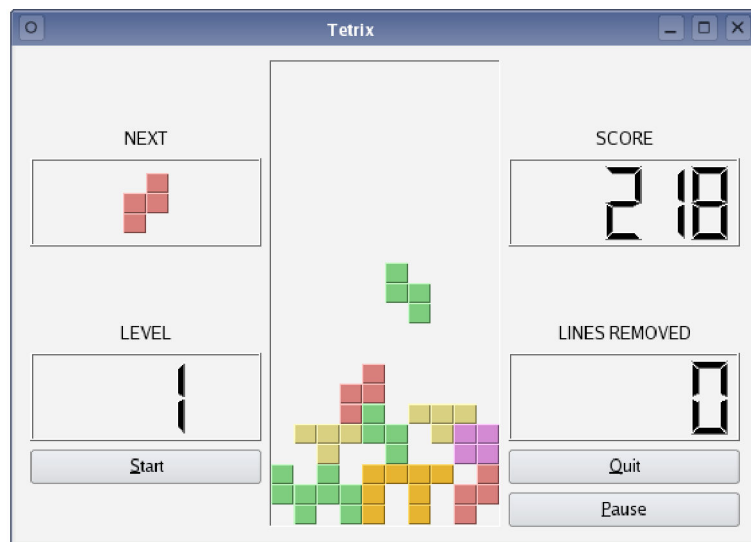 Tetrix
NEXT
SCORE
218
LEVEL
LINES REMOVED
1
0
Start
Quit
Pause